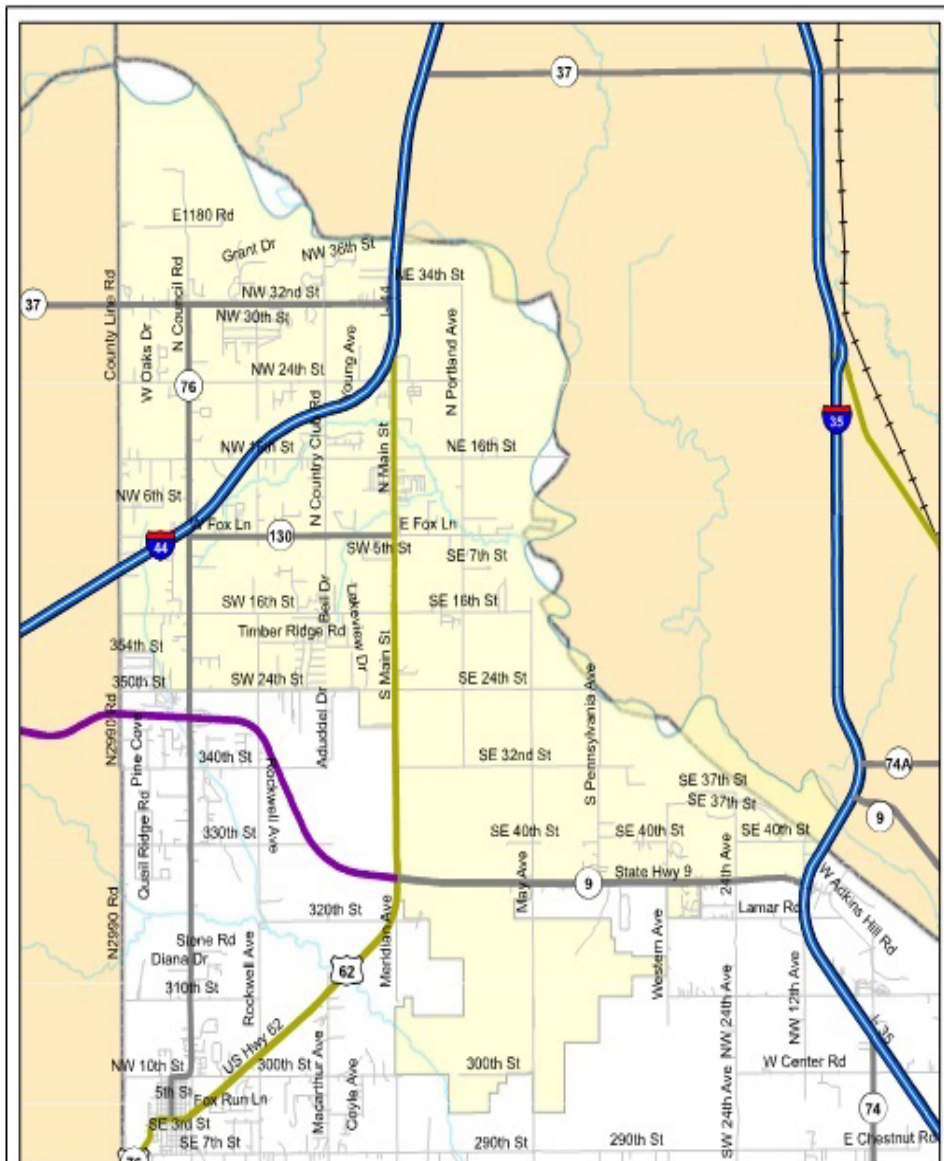 37
E1180 Rd
Grant Dr
NW 36th St
NE 34th St
I-44
County Line Rd
N Council Rd
37
NW 32nd St
NW 30th St
W Oaks Dr
Young Ave
N Portland Ave
76
NW 24th St
N Country Club Rd
N Main St
35
NE 16th St
NW 6th St
Fox Ln
E Fox Ln
44
130
SW 5th St
SE 7th St
SW 16th St
Bell Dr
Lakeview Dr
SE 16th St
Timber Ridge Rd
354th St
S Main St
350th St
SW 24th St
SE 24th St
N2990 Rd
Pine Cove
Aduddel Dr
S Pennsylvania Ave
340th St
SE 32nd St
74A
Rockwell Ave
SE 37th St
SE 37th St
Quail Ridge Rd
330th St
SE 40th St
SE 40th St
SE 40th St
9
N2990 Rd
May Ave
9
State Hwy 9
24th Ave
W Adkins Hill Rd
320th St
Meridian Ave
Lamar Rd
Stone Rd
Diana Dr
Rockwell Ave
62
Western Ave
310th St
NW 24th Ave
NW 12th Ave
US Hwy 62
I-35
NW 10th St
300th St
Macarthur Ave
Coyle Ave
300th St
W Center Rd
5th St
Fox Run Ln
SW 24th Ave
74
SE 3rd St
SE 7th St
290th St
290th St
E Chestnut Rd